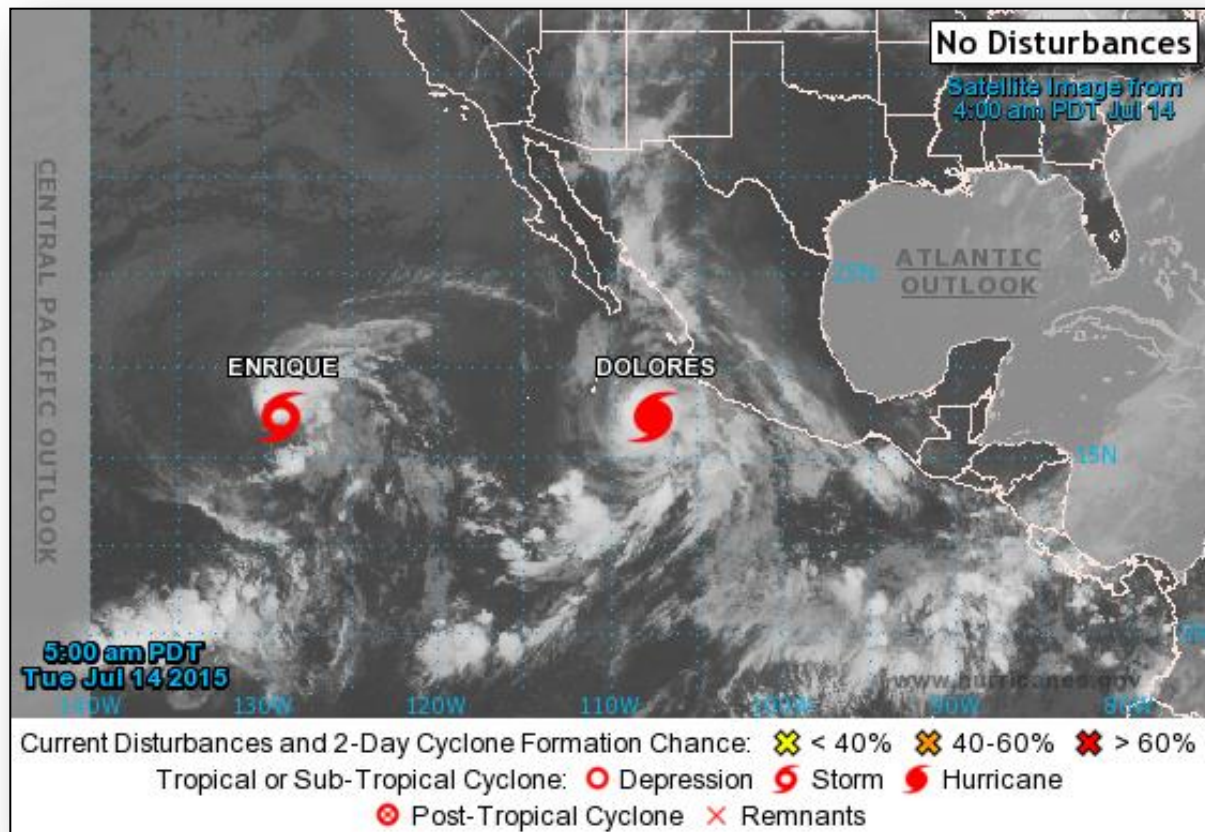 No Disturbances
Satellite Image from
4:00 am PDT Jul 14
CENTRAL PACIFIC OUTLOOK
ATLANTIC
OUTLOOK
25N
ENRIQUE
DOLORES
15N
5:00 am PDT
Tue Jul 14 2015
www.hurricanes.gov
140W 130W 120W 110W 100W 90W 80W
Current Disturbances and 2-Day Cyclone Formation Chance: < 40% 40-60% > 60%
Tropical or Sub-Tropical Cyclone: Depression Storm Hurricane
Post-Tropical Cyclone Remnants